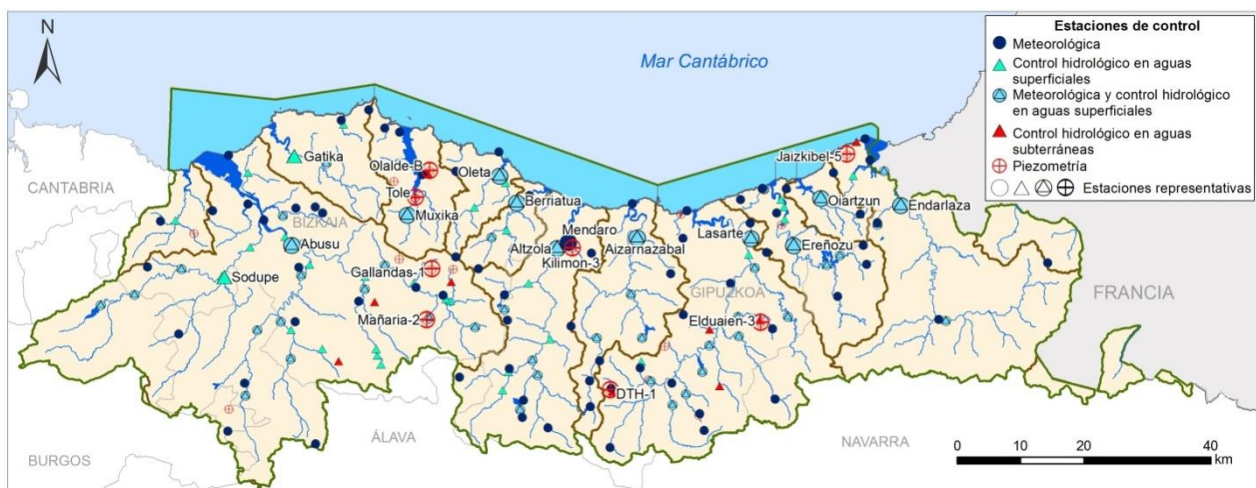 N
Mar Cantábrico
Estaciones de control
Meteorológica
Control hidrológico en aguas
superficiales
Meteorológica y control hidrológico
en aguas superficiales
Control hidrológico en aguas
subterráneas
Piezometría
Estaciones representativas
Gatika
Olalde-B
Oleta
Jaizkibel-5
CANTABRIA
Tole
Muxika
Berriatua
Oiartzun
Endarlaza
BIZKAIA
Abusu
Mendaro
Altzola
Kilimon-3
Aizarnazabal
Lasarte
Ereñozu
Sodupe
Gallandas-1
GIPUZKOA
FRANCIA
Mañaria-2
Elduaien-3
DTH-1
ÁLAVA
NAVARRA
BURGOS
0 10 20 40
km